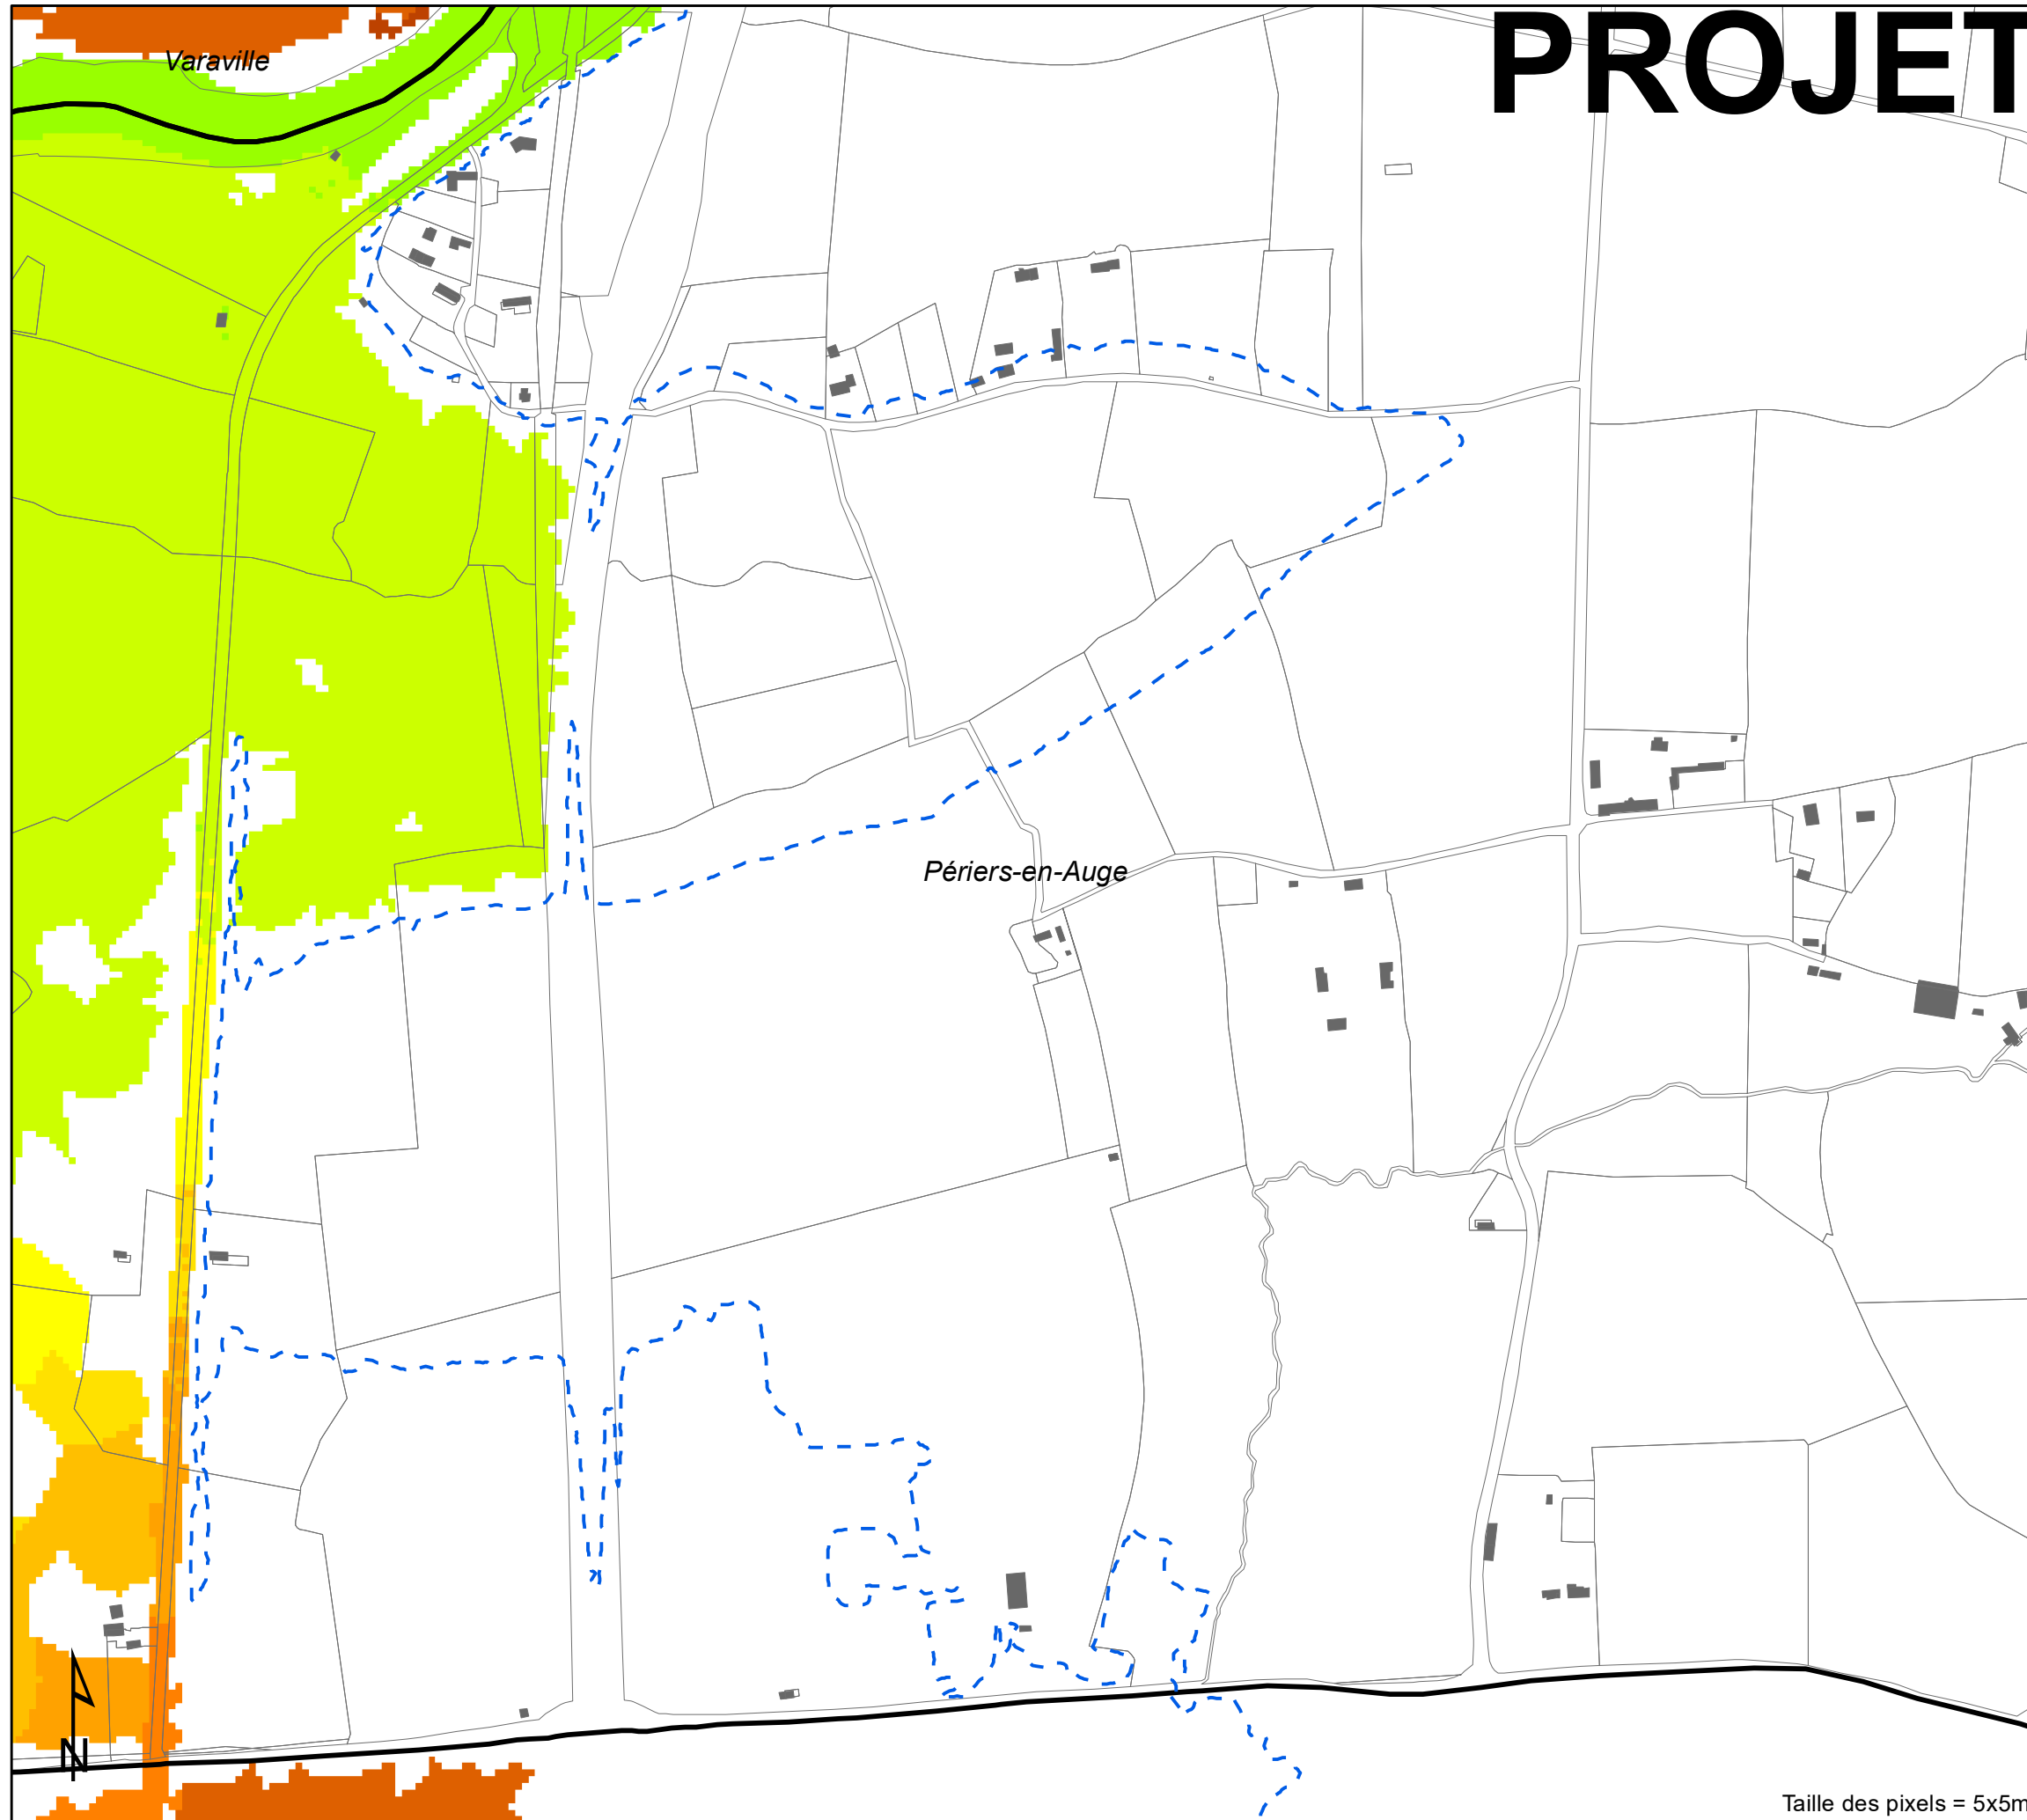 PROJET
Varaville
Périers-en-Auge
N
Taille des pixels = 5x5m